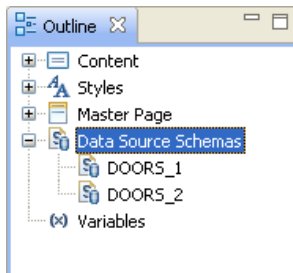 Outline
Content
Styles
Master Page
Data Source Schemas
DOORS_1
DOORS_2
(x) Variables